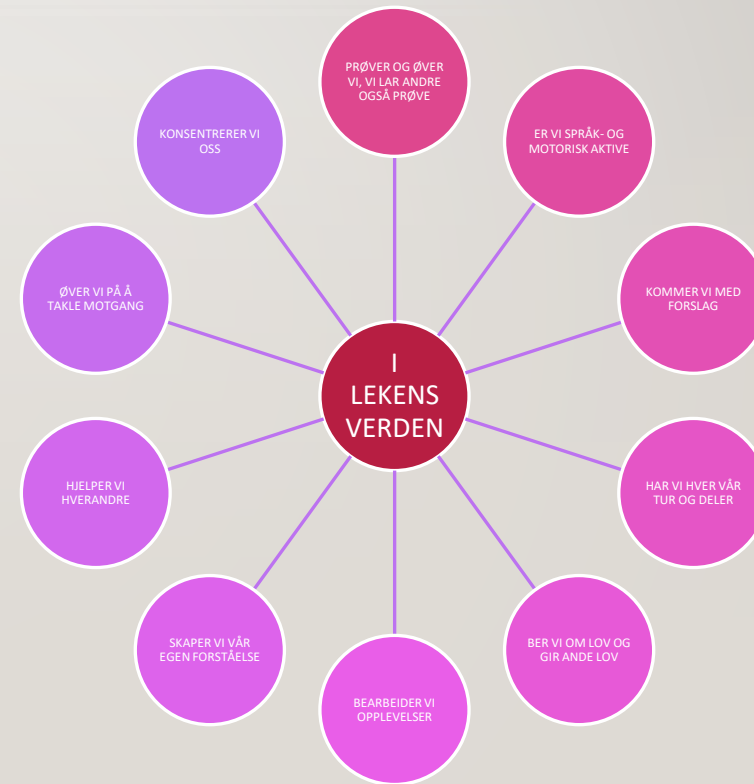 PRØVER OG ØVER
VI, VI LAR ANDRE
OGSÅ PRØVE
ER VI SPRÅK- OG
MOTORISK AKTIVE
KOMMER VI MED
FORSLAG
HAR VI HVER VÅR
TUR OG DELER
BER VI OM LOV OG
GIR ANDE LOV
BEARBEIDER VI
OPPLEVELSER
SKAPER VI VÅR
EGEN FORSTÅELSE
HJELPER VI
HVERANDRE
ØVER VI PÅ Å
TAKLE MOTGANG
KONSENTRERER VI
OSS
I
LEKENS
VERDEN